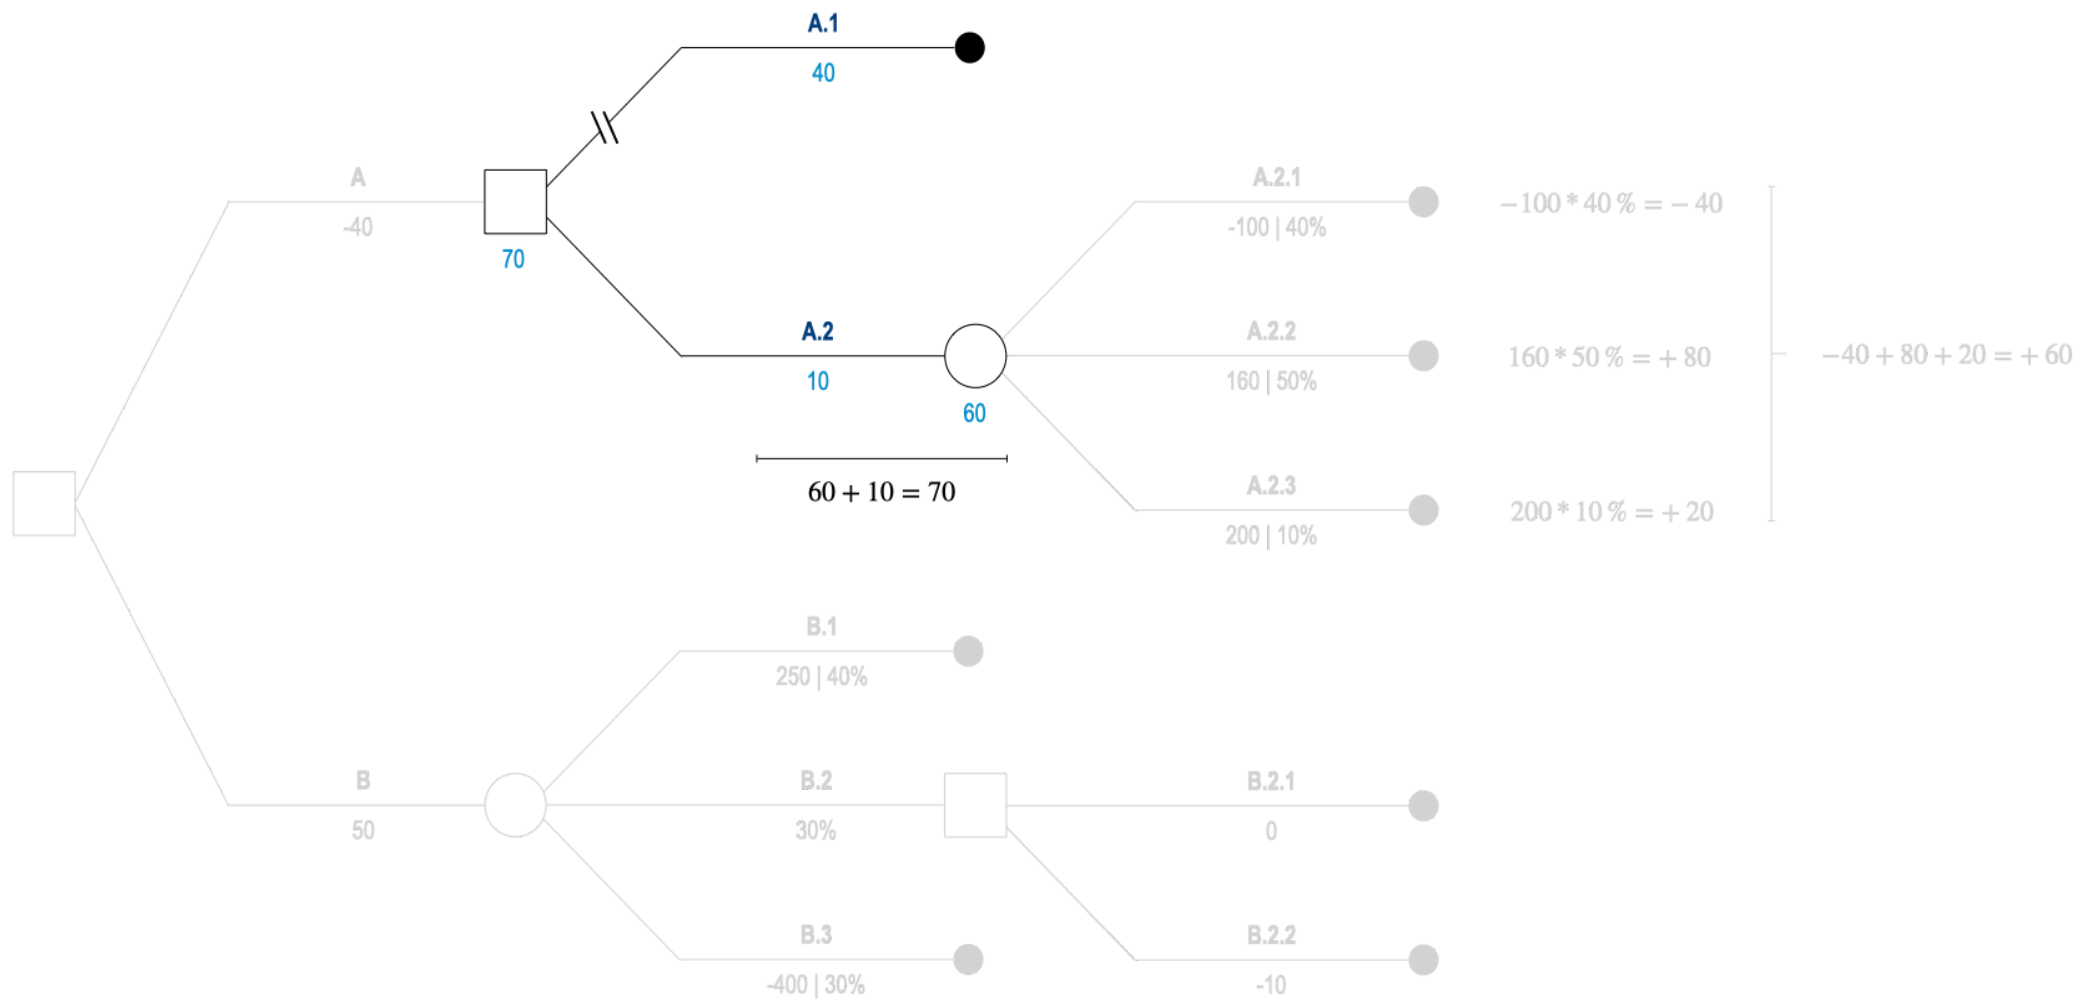 A.1
40
A
-40
70
A.2.1
-100 | 40%
−100 * 40 % = − 40
A.2
10
60
A.2.2
160 | 50%
160 * 50 % = + 80
−40 + 80 + 20 = + 60
60 + 10 = 70
A.2.3
200 | 10%
200 * 10 % = + 20
B.1
250 | 40%
B
50
B.2
30%
B.2.1
0
B.3
-400 | 30%
B.2.2
-10